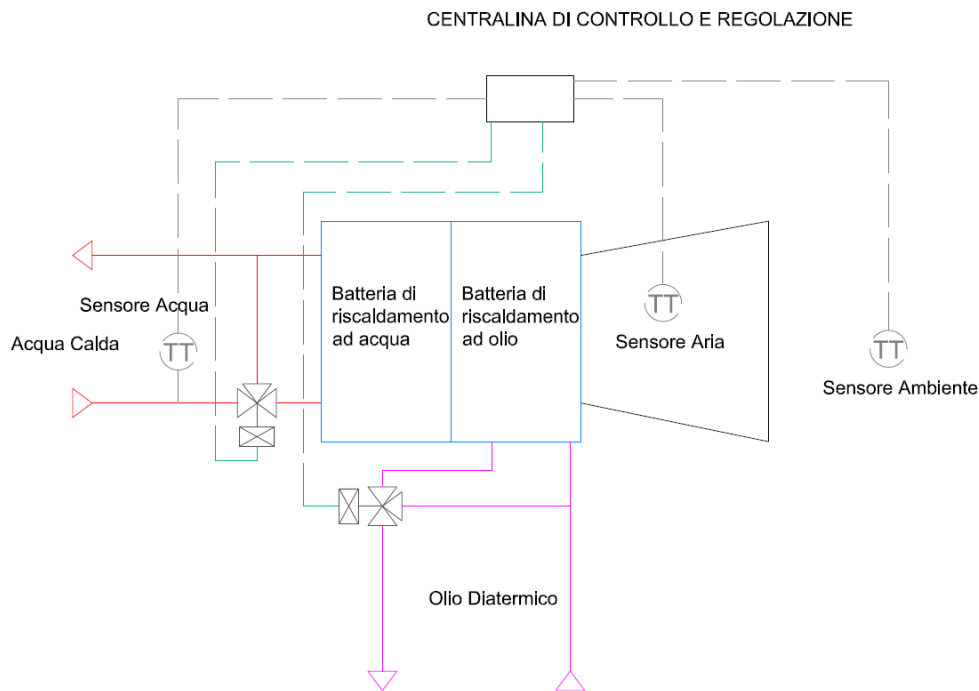 CENTRALINA DI CONTROLLO E REGOLAZIONE
Sensore Acqua
Acqua Calda
TT
Batteria di
riscaldamento
ad acqua
Batteria di
riscaldamento
ad olio
TT
Sensore Aria
TT
Sensore Ambiente
Olio Diatermico